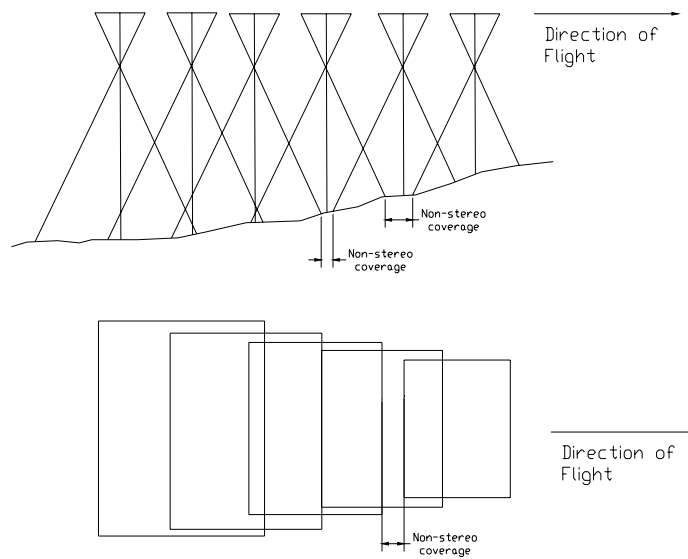 Direction of
Flight
Non-stereo
coverage
Non-stereo
coverage
Direction of
Flight
Non-stereo
coverage